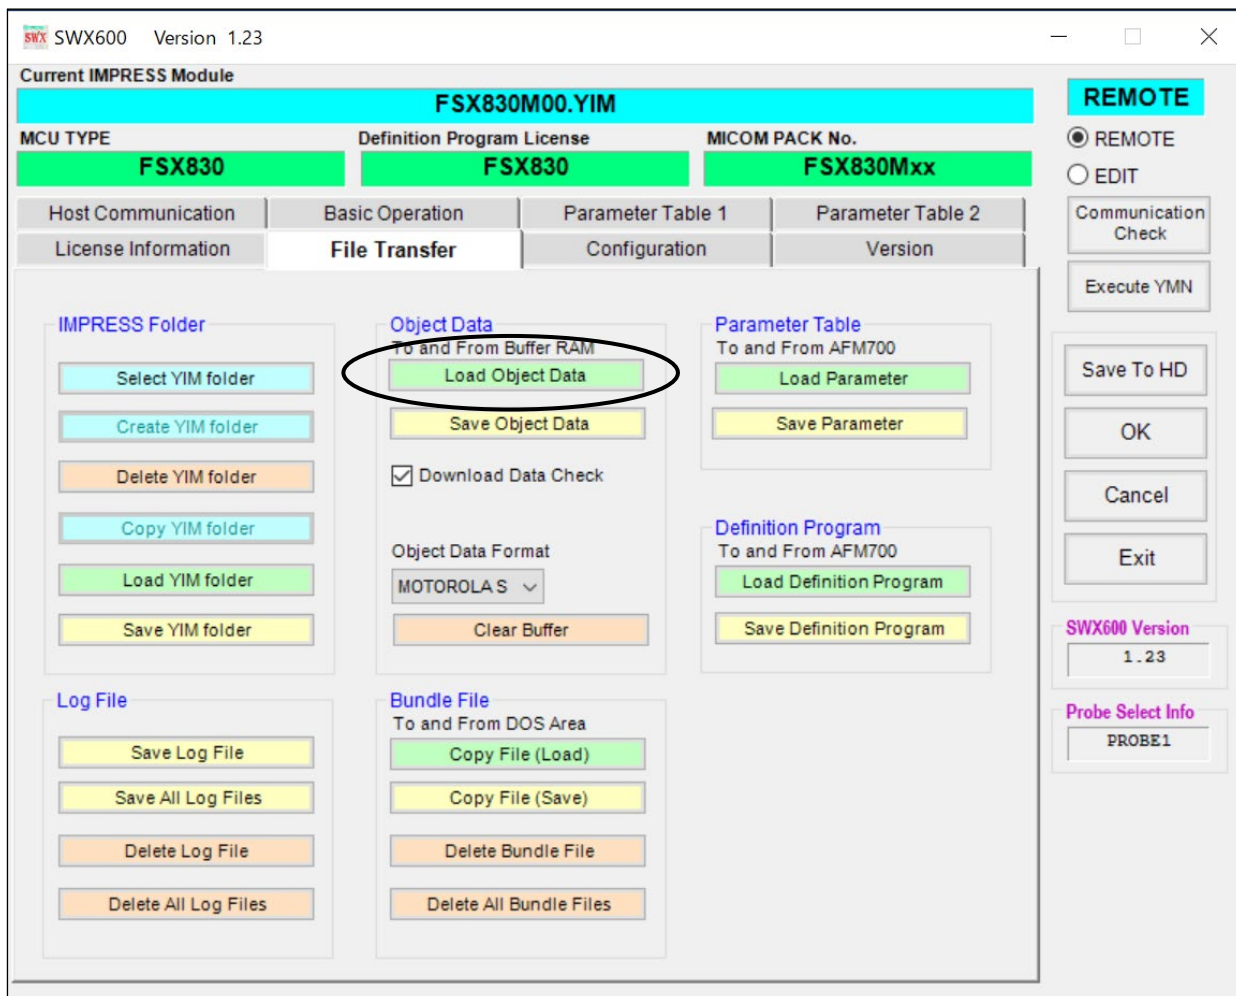 SWX SWX600 Version 1.23
Current IMPRESS Module
FSX830M00.YIM
MCU TYPE
Definition Program License
MICOM PACK No.
FSX830
FSX830
FSX830Mxx
Host Communication
Basic Operation
Parameter Table 1
Parameter Table 2
License Information
File Transfer
Configuration
Version
IMPRESS Folder
Select YIM folder
Create YIM folder
Delete YIM folder
Copy YIM folder
Load YIM folder
Save YIM folder
Object Data
To and From Buffer RAM
Load Object Data
Save Object Data
Download Data Check
Object Data Format
MOTOROLA S
Clear Buffer
Parameter Table
To and From AFM700
Load Parameter
Save Parameter
Definition Program
To and From AFM700
Load Definition Program
Save Definition Program
Log File
Save Log File
Save All Log Files
Delete Log File
Delete All Log Files
Bundle File
To and From DOS Area
Copy File (Load)
Copy File (Save)
Delete Bundle File
Delete All Bundle Files
REMOTE
REMOTE
EDIT
Communication
Check
Execute YMN
Save To HD
OK
Cancel
Exit
SWX600 Version
1.23
Probe Select Info
PROBE1